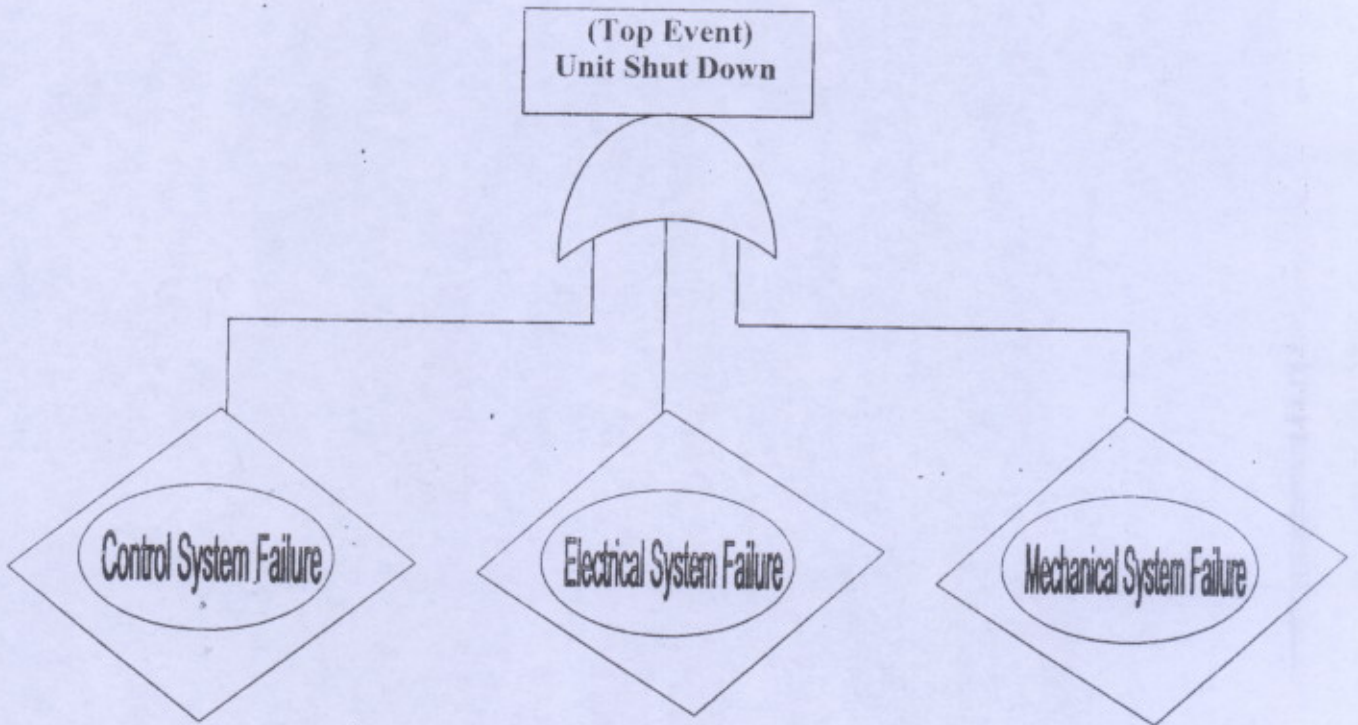 (Top Event)
Unit Shut Down
Control System Failure
Electrical System Failure
Mechanical System Failure